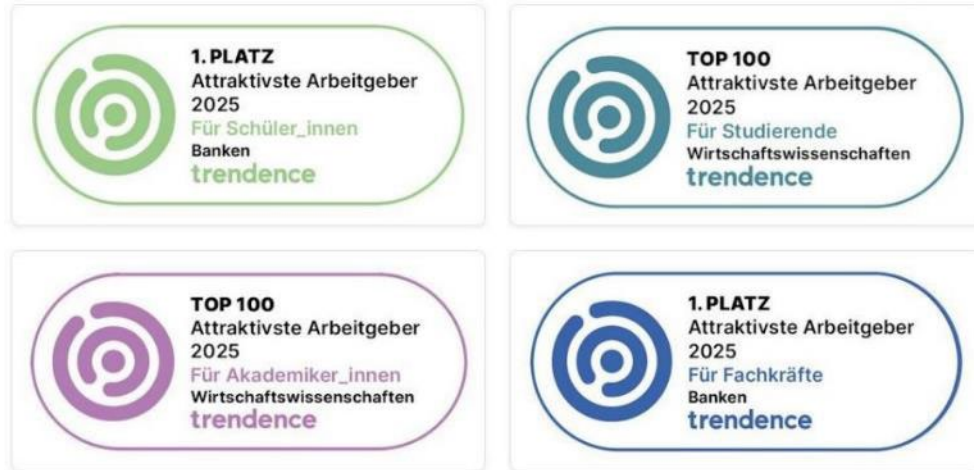 1. PLATZ
Attraktivste Arbeitgeber
2025
Für Schüler_innen
Banken
trendence
TOP 100
Attraktivste Arbeitgeber
2025
Für Studierende
Wirtschaftswissenschaften
trendence
TOP 100
Attraktivste Arbeitgeber
2025
Für Akademiker_innen
Wirtschaftswissenschaften
trendence
1. PLATZ
Attraktivste Arbeitgeber
2025
Für Fachkräfte
Banken
trendence